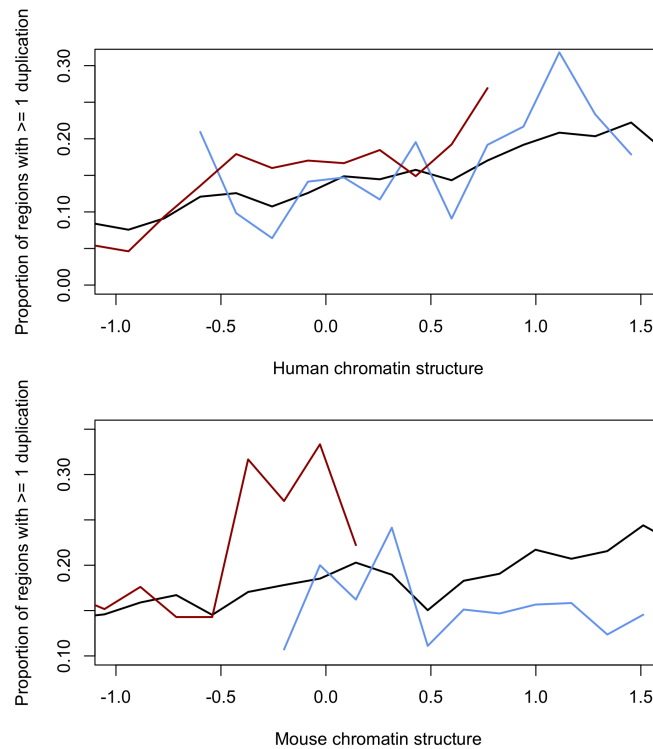 Proportion of regions with >= 1 duplication
0.30
0.20
0.10
0.00
-1.0 -0.5 0.0 0.5 1.0 1.5
Human chromatin structure
Proportion of regions with >= 1 duplication
0.30
0.20
0.10
-1.0 -0.5 0.0 0.5 1.0 1.5
Mouse chromatin structure